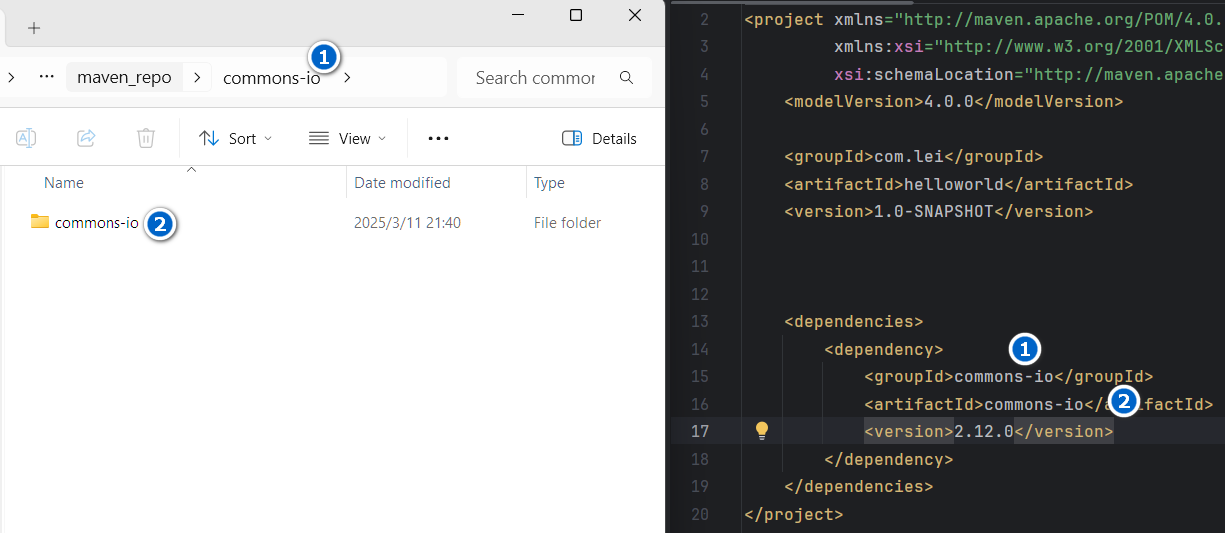 maven_repo commons-io 1 Search commor
Sort View Details
Name Date modified Type
commons-io 2 2025/3/11 21:40 File folder
2 <project xmlns="http://maven.apache.org/POM/4.0.
3 xmlns:xsi="http://www.w3.org/2001/XMLSc
4 xsi:schemaLocation="http://maven.apache
5 <modelVersion>4.0.0</modelVersion>
6
7 <groupId>com.lei</groupId>
8 <artifactId>helloworld</artifactId>
9 <version>1.0-SNAPSHOT</version>
10
11
12
13 <dependencies>
14 <dependency> 1
15 <groupId>commons-io</groupId>
16 <artifactId>commons-io</ 2 ifactId>
17 <version>2.12.0</version>
18 </dependency>
19 </dependencies>
20 </project>